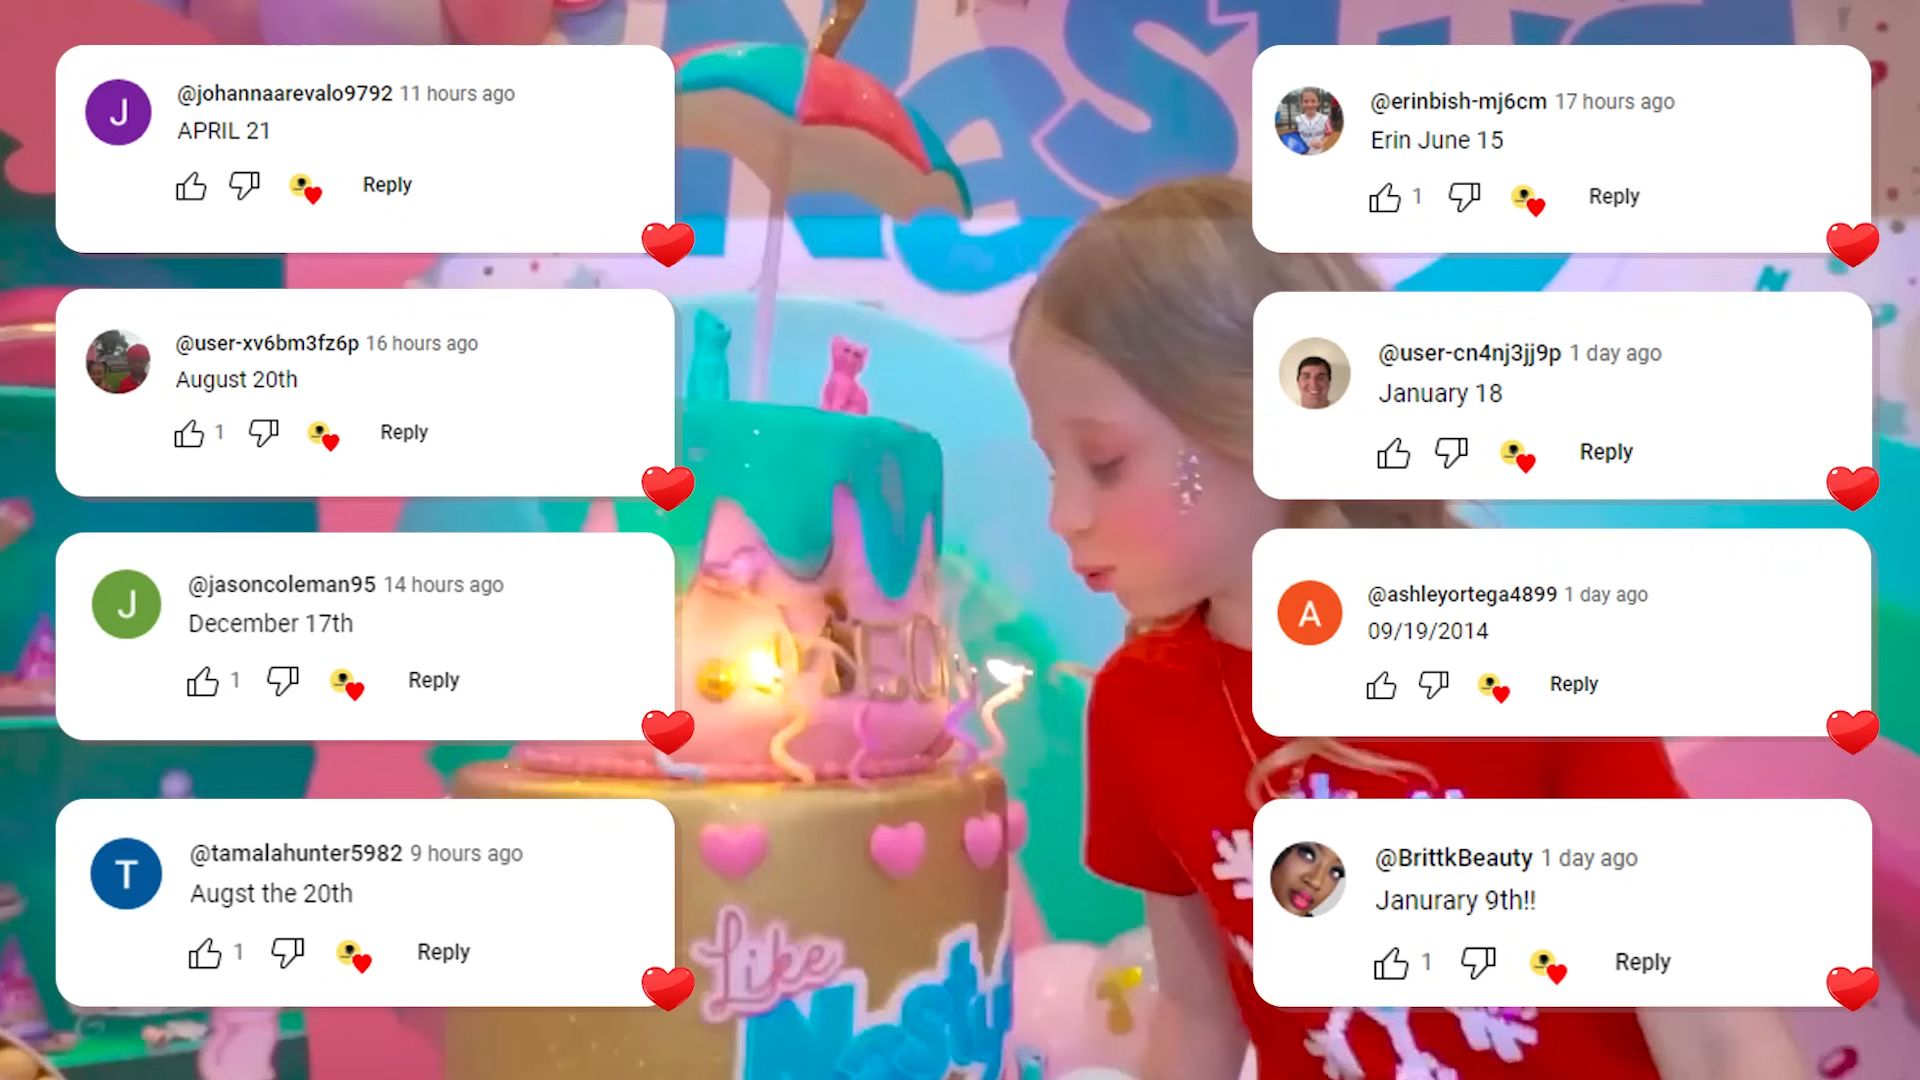 @johannaarevalo9792 11 hours ago
APRIL 21
Reply
@user-xv6bm3fz6p 16 hours ago
August 20th
1 Reply
@jasoncoleman95 14 hours ago
December 17th
1 Reply
@tamalahunter5982 9 hours ago
Augst the 20th
1 Reply
@erinbish-mj6cm 17 hours ago
Erin June 15
1 Reply
@user-cn4nj3jj9p 1 day ago
January 18
Reply
@ashleyortega4899 1 day ago
09/19/2014
Reply
@BrittkBeauty 1 day ago
Janurary 9th!!
1 Reply
J
J
T
A
Like
Nastya